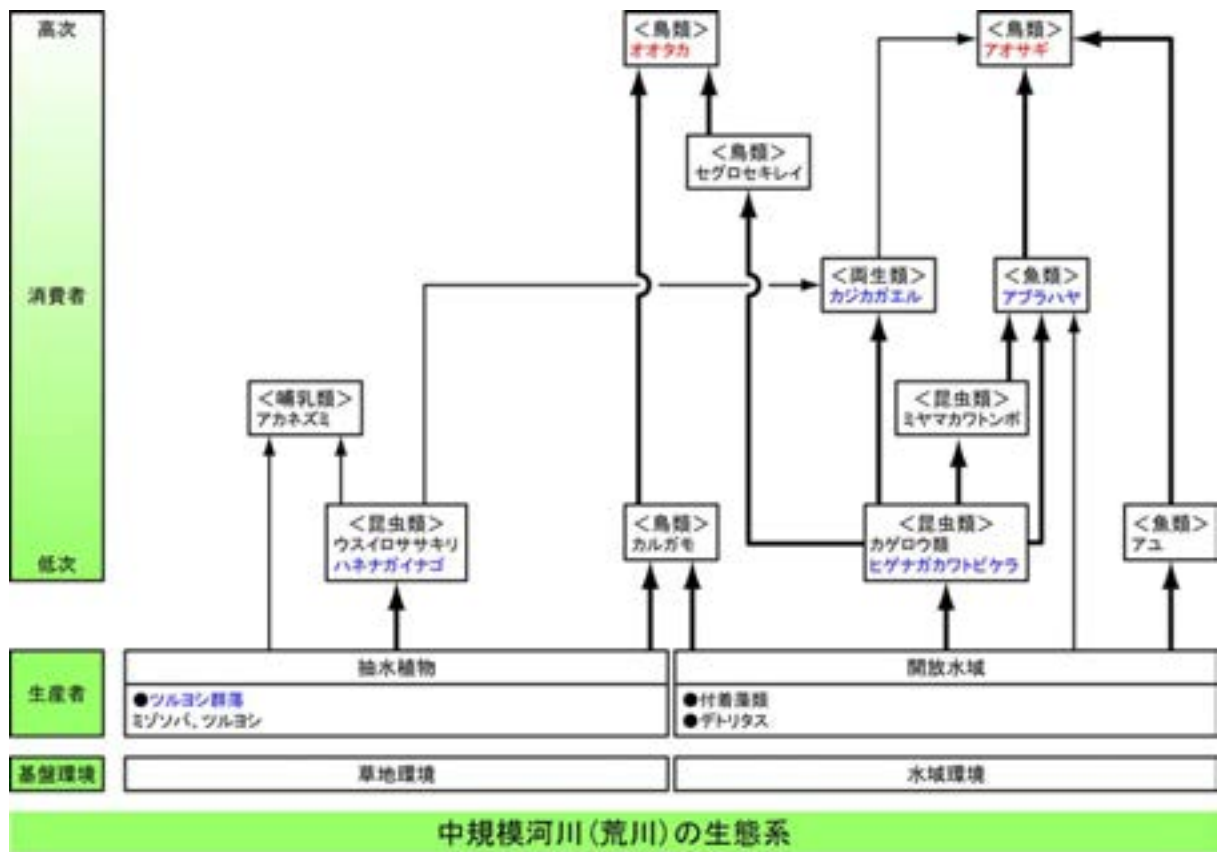 高次
消費者
低次
生産者
基盤環境
＜鳥類＞
オオタカ
＜鳥類＞
アオサギ
＜鳥類＞
セグロセキレイ
＜両生類＞
カジカガエル
＜魚類＞
アブラハヤ
＜哺乳類＞
アカネズミ
＜昆虫類＞
ミヤマカワトンボ
＜昆虫類＞
ウスイロササキリ
ハネナガイナゴ
＜鳥類＞
カルガモ
＜昆虫類＞
カゲロウ類
ヒゲナガカワトビケラ
＜魚類＞
アユ
抽水植物
●ツルヨシ群落
ミゾソバ、ツルヨシ
開放水域
●付着藻類
●デトリタス
草地環境
水域環境
中規模河川（荒川）の生態系